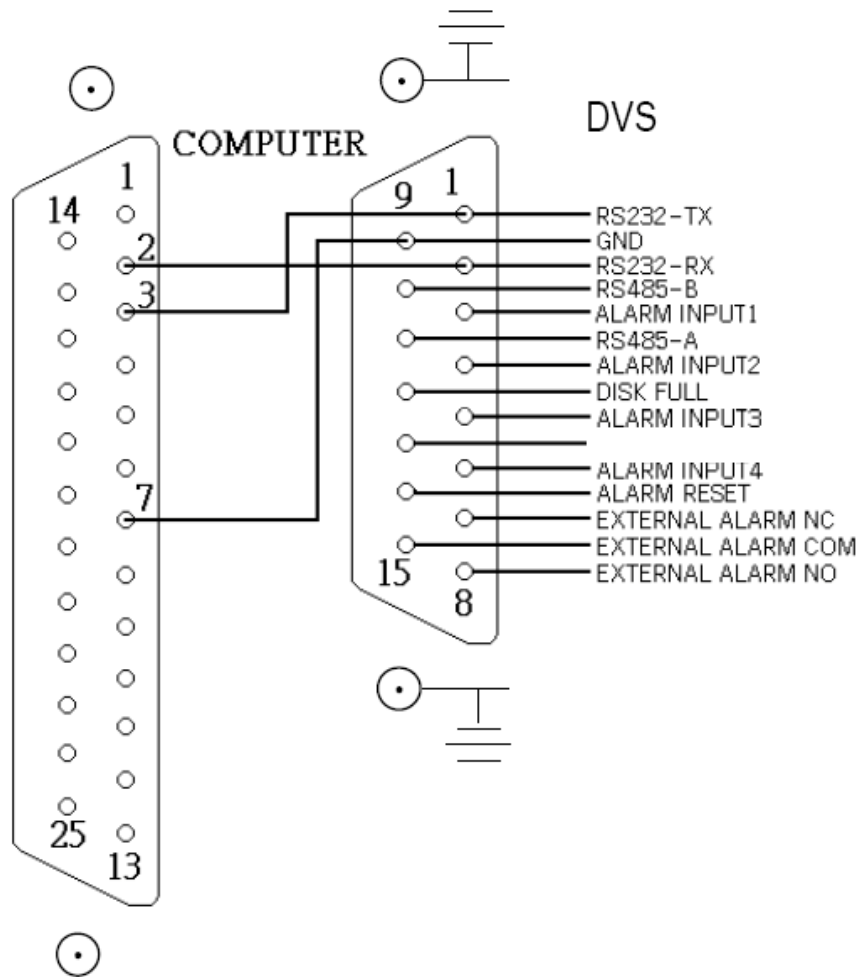 DVS
COMPUTER
1
14
2
3
7
25
13
9
1
15
8
RS232-TX
GND
RS232-RX
RS485-B
ALARM INPUT1
RS485-A
ALARM INPUT2
DISK FULL
ALARM INPUT3
ALARM INPUT4
ALARM RESET
EXTERNAL ALARM NC
EXTERNAL ALARM COM
EXTERNAL ALARM NO